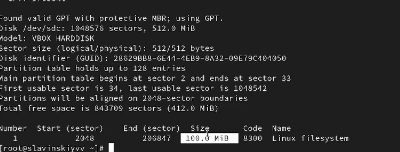 Found valid GPT with protective MBR; using GPT.
Disk /dev/sdc: 1048576 sectors, 512.0 MiB
Model: VBOX HARDDISK
Sector size (logical/physical): 512/512 bytes
Disk identifier (GUID): 28629BB8-6E44-4EB9-8A32-09E79C404050
Partition table holds up to 128 entries
Main partition table begins at sector 2 and ends at sector 33
First usable sector is 34, last usable sector is 1048542
Partitions will be aligned on 2048-sector boundaries
Total free space is 843709 sectors (412.0 MiB)
Number Start (sector) End (sector) Size Code Name
1 2048 206847 100.0 MiB 8300 Linux filesystem
[root@slavinskiyvv ~]#